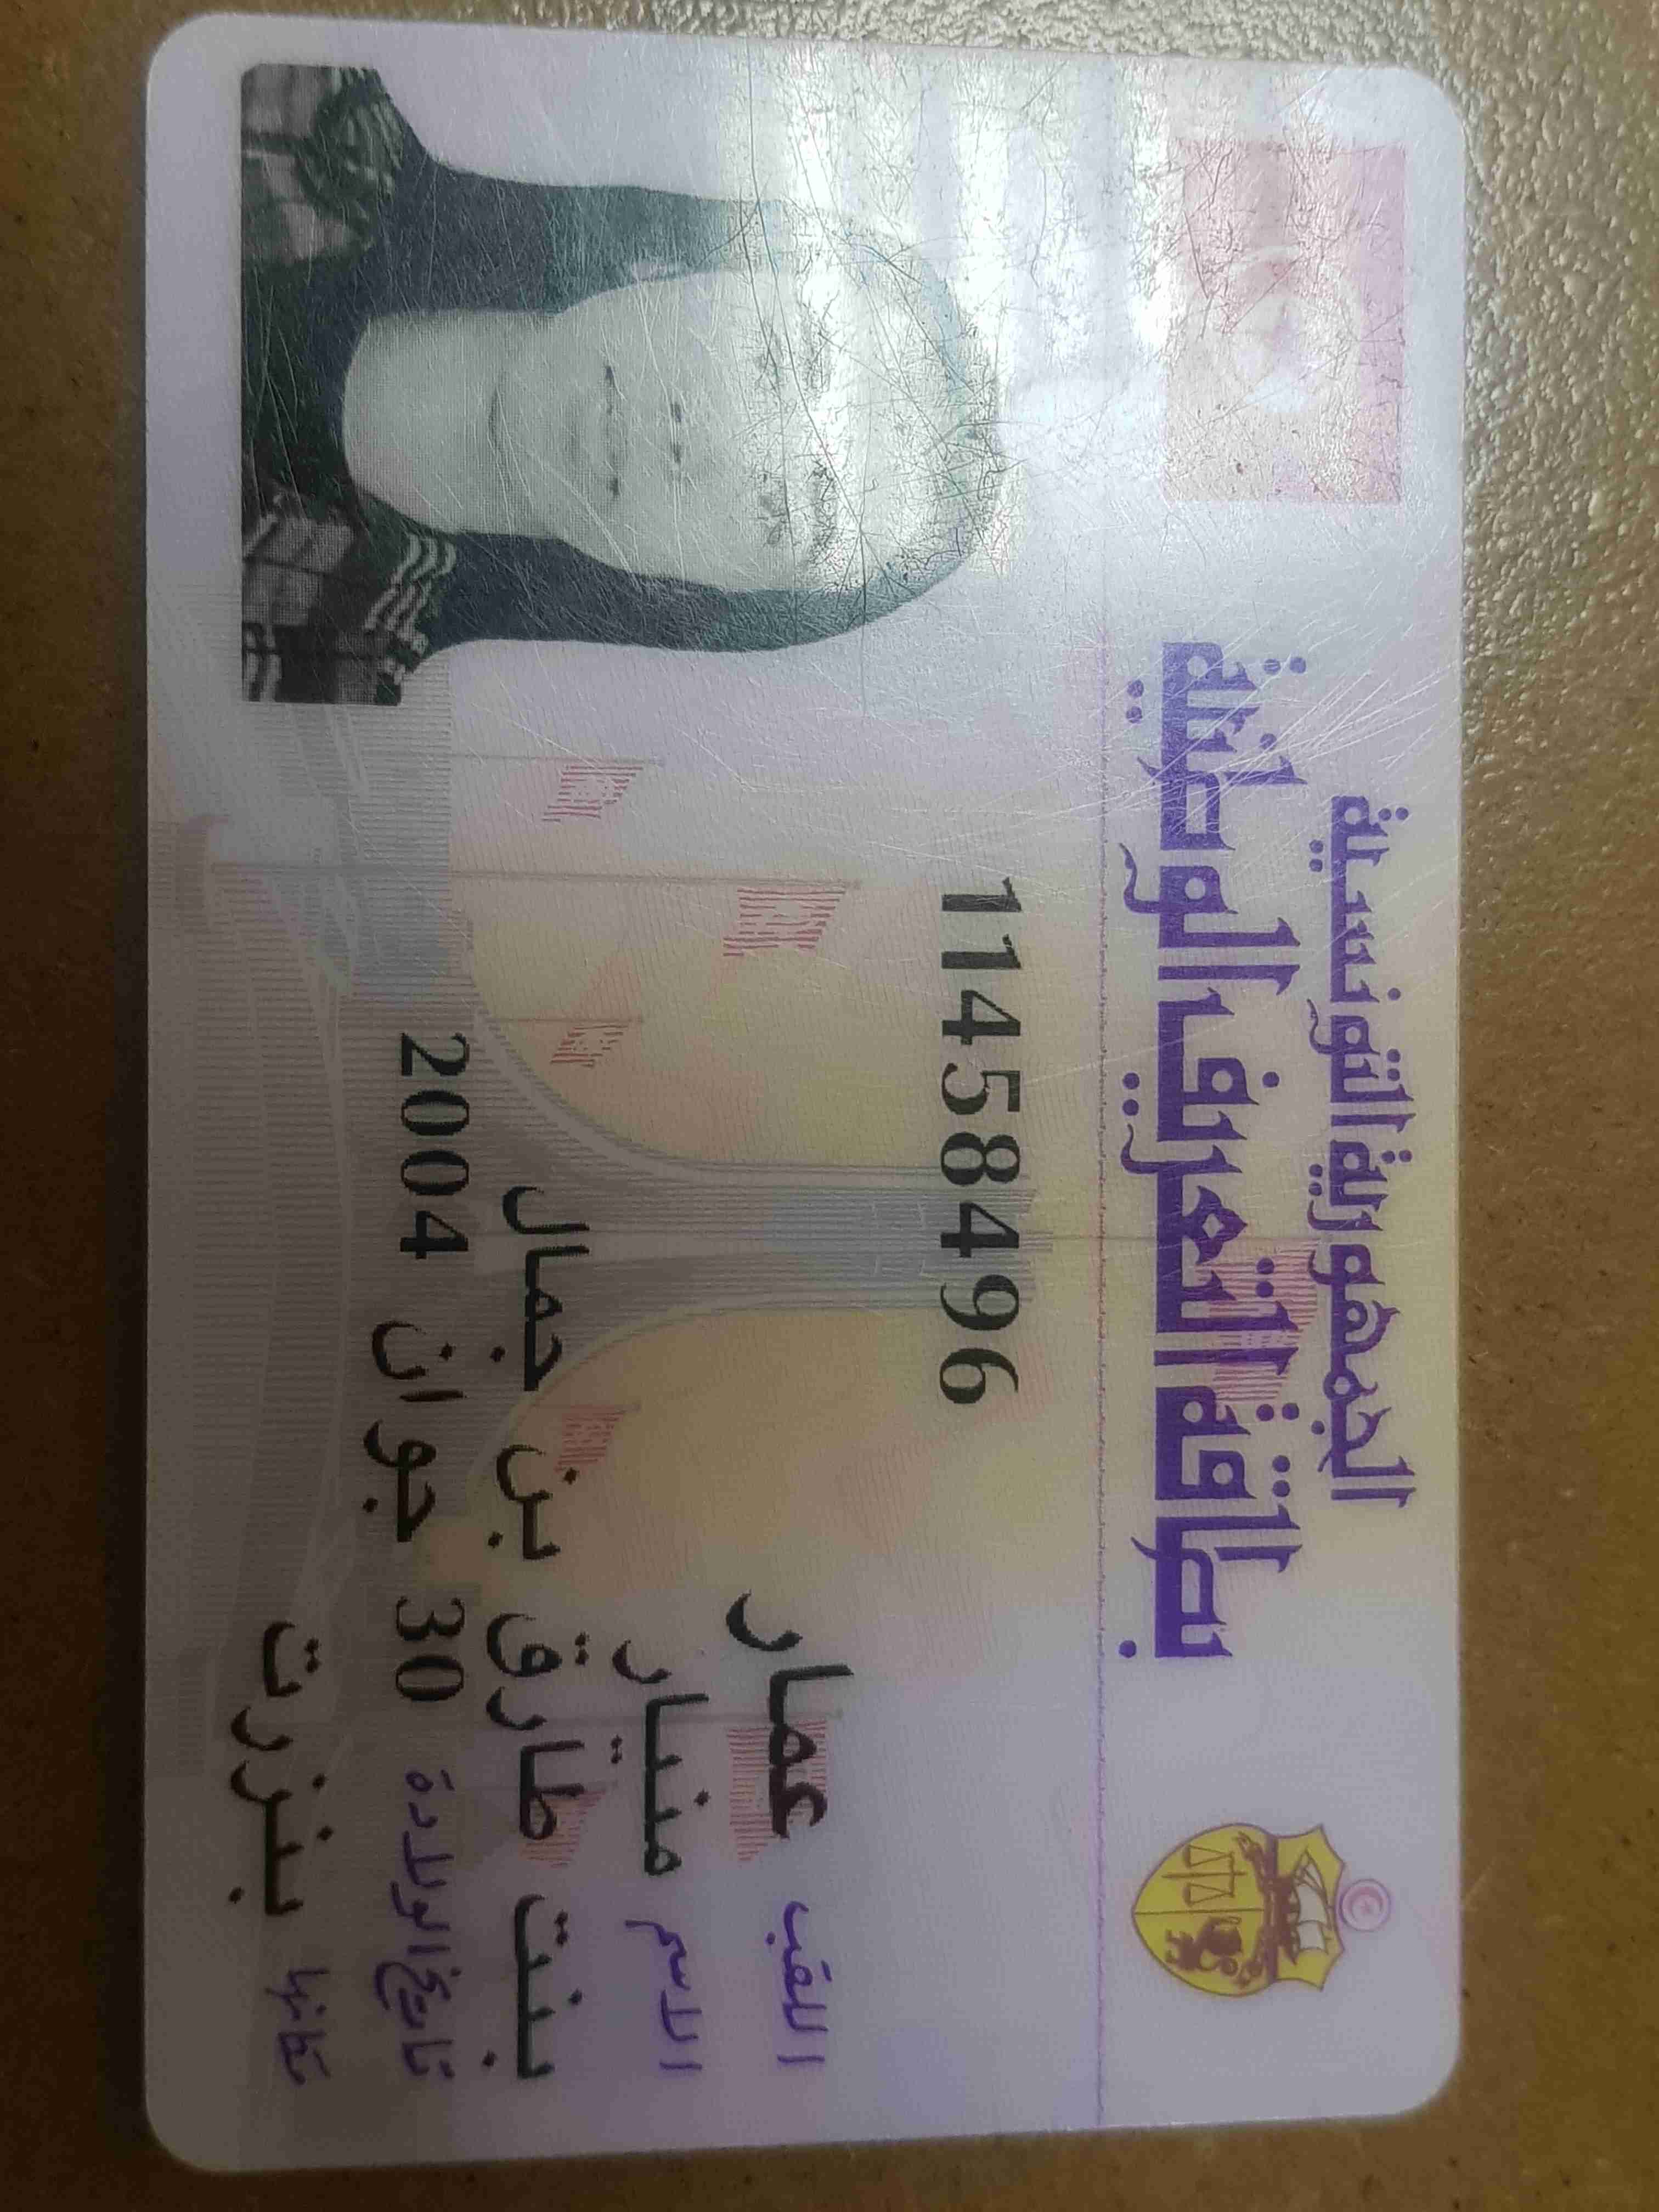 الجمهورية التونسية
بطاقة التعريف الوطنية
11458496
اللقب عمار
الاسم منيار
بنت طارق بن جمال
تاريخ الولادة 30 جوان 2004
مكانها بنزرت